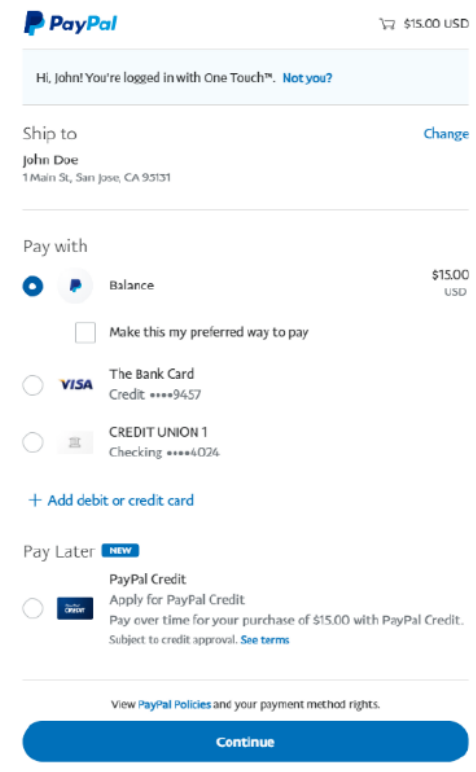 PayPal
$15.00 USD
Hi, John! You're logged in with One Touch™. Not you?
Ship to
Change
John Doe
1 Main St, San Jose, CA 95131
Pay with
Balance
$15.00
USD
Make this my preferred way to pay
VISA
The Bank Card
Credit ••••9457
CREDIT UNION 1
Checking ••••4024
+ Add debit or credit card
Pay Later NEW
PayPal Credit
Apply for PayPal Credit
CREDIT
Pay over time for your purchase of $15.00 with PayPal Credit.
Subject to credit approval. See terms
View PayPal Policies and your payment method rights.
Continue